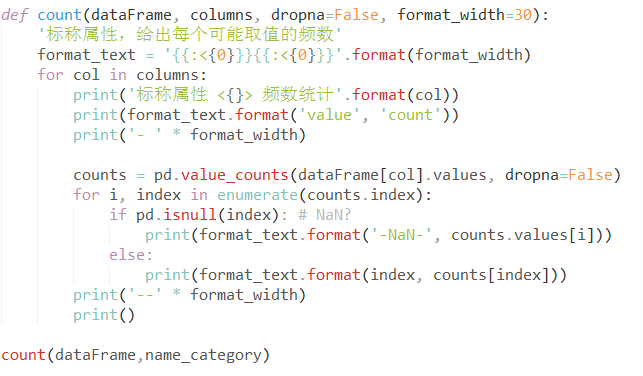 def count(dataFrame, columns, dropna=False, format_width=30):
    '标称属性，给出每个可能取值的频数'
    format_text = '{{:<{0}}}{{:<{0}}}'.format(format_width)
    for col in columns:
        print('标称属性 <{}> 频数统计'.format(col))
        print(format_text.format('value', 'count'))
        print('- ' * format_width)

        counts = pd.value_counts(dataFrame[col].values, dropna=False)
        for i, index in enumerate(counts.index):
            if pd.isnull(index): # NaN?
                print(format_text.format('-NaN-', counts.values[i]))
            else:
                print(format_text.format(index, counts[index]))
        print('--' * format_width)
        print()

count(dataFrame,name_category)